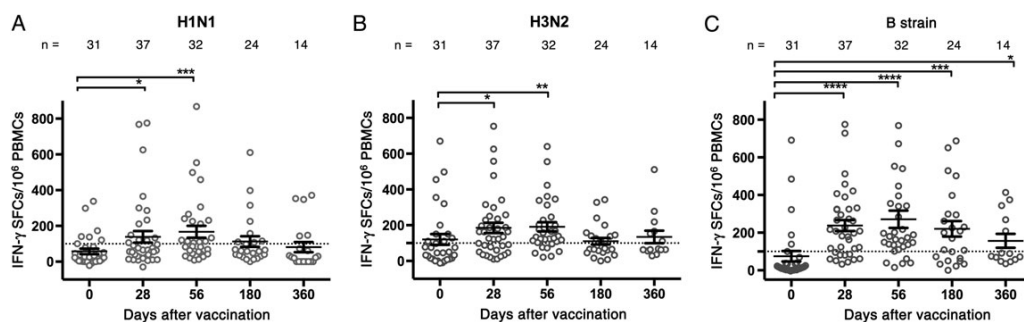 A H1N1
n = 31 37 32 24 14
***
*
IFN-γ SFCs/10⁶ PBMCs
800
600
400
200
0
0 28 56 180 360
Days after vaccination
B H3N2
n = 31 37 32 24 14
**
*
IFN-γ SFCs/10⁶ PBMCs
800
600
400
200
0
0 28 56 180 360
Days after vaccination
C B strain
n = 31 37 32 24 14
*
***
****
****
IFN-γ SFCs/10⁶ PBMCs
800
600
400
200
0
0 28 56 180 360
Days after vaccination